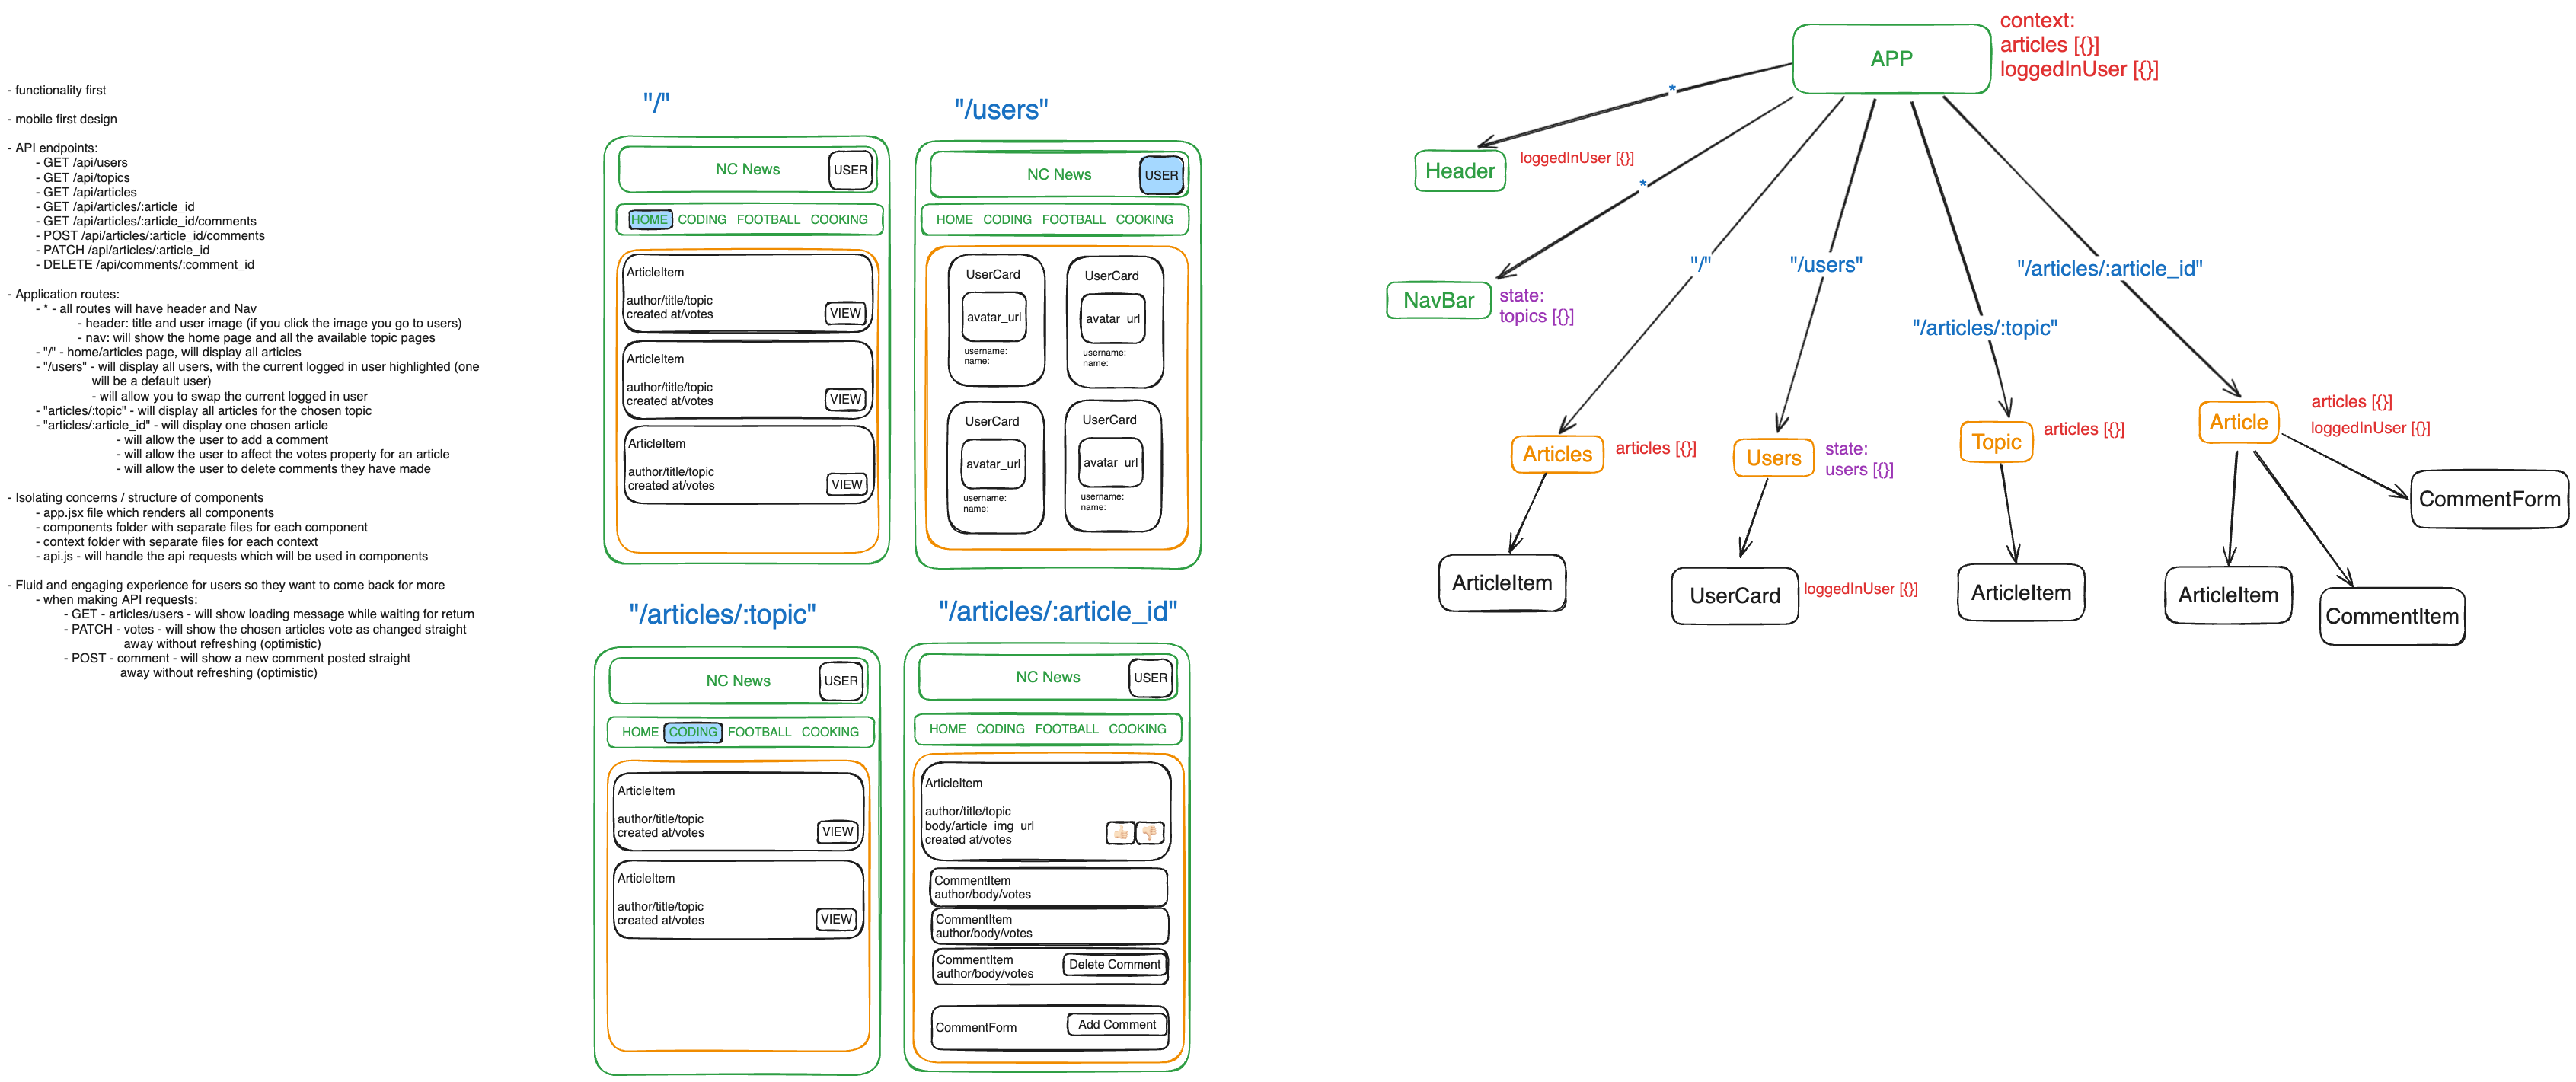 - functionality first
- mobile first design
- API endpoints:
- GET /api/users
- GET /api/topics
- GET /api/articles
- GET /api/articles/:article_id
- GET /api/articles/:article_id/comments
- POST /api/articles/:article_id/comments
- PATCH /api/articles/:article_id
- DELETE /api/comments/:comment_id
- Application routes:
- * - all routes will have header and Nav
- header: title and user image (if you click the image you go to users)
- nav: will show the home page and all the available topic pages
- "/" - home/articles page, will display all articles
- "/users" - will display all users, with the current logged in user highlighted (one
will be a default user)
- will allow you to swap the current logged in user
- "articles/:topic" - will display all articles for the chosen topic
- "articles/:article_id" - will display one chosen article
- will allow the user to add a comment
- will allow the user to affect the votes property for an article
- will allow the user to delete comments they have made
- Isolating concerns / structure of components
- app.jsx file which renders all components
- components folder with separate files for each component
- context folder with separate files for each context
- api.js - will handle the api requests which will be used in components
- Fluid and engaging experience for users so they want to come back for more
- when making API requests:
- GET - articles/users - will show loading message while waiting for return
- PATCH - votes - will show the chosen articles vote as changed straight
away without refreshing (optimistic)
- POST - comment - will show a new comment posted straight
away without refreshing (optimistic)
"/"
NC News
USER
HOME CODING FOOTBALL COOKING
ArticleItem
author/title/topic
created at/votes
VIEW
ArticleItem
author/title/topic
created at/votes
VIEW
ArticleItem
author/title/topic
created at/votes
VIEW
"/users"
NC News
USER
HOME CODING FOOTBALL COOKING
UserCard
avatar_url
username:
name:
UserCard
avatar_url
username:
name:
UserCard
avatar_url
username:
name:
UserCard
avatar_url
username:
name:
"/articles/:topic"
NC News
USER
HOME CODING FOOTBALL COOKING
ArticleItem
author/title/topic
created at/votes
VIEW
ArticleItem
author/title/topic
created at/votes
VIEW
"/articles/:article_id"
NC News
USER
HOME CODING FOOTBALL COOKING
ArticleItem
author/title/topic
body/article_img_url
created at/votes
CommentItem
author/body/votes
CommentItem
author/body/votes
CommentItem
author/body/votes
Delete Comment
CommentForm
Add Comment
APP
context:
articles [{}]
loggedInUser [{}]
*
Header
loggedInUser [{}]
*
NavBar
state:
topics [{}]
"/"
"/users"
"/articles/:topic"
"/articles/:article_id"
Articles
articles [{}]
Users
state:
users [{}]
Topic
articles [{}]
Article
articles [{}]
loggedInUser [{}]
CommentForm
ArticleItem
UserCard
loggedInUser [{}]
ArticleItem
ArticleItem
CommentItem